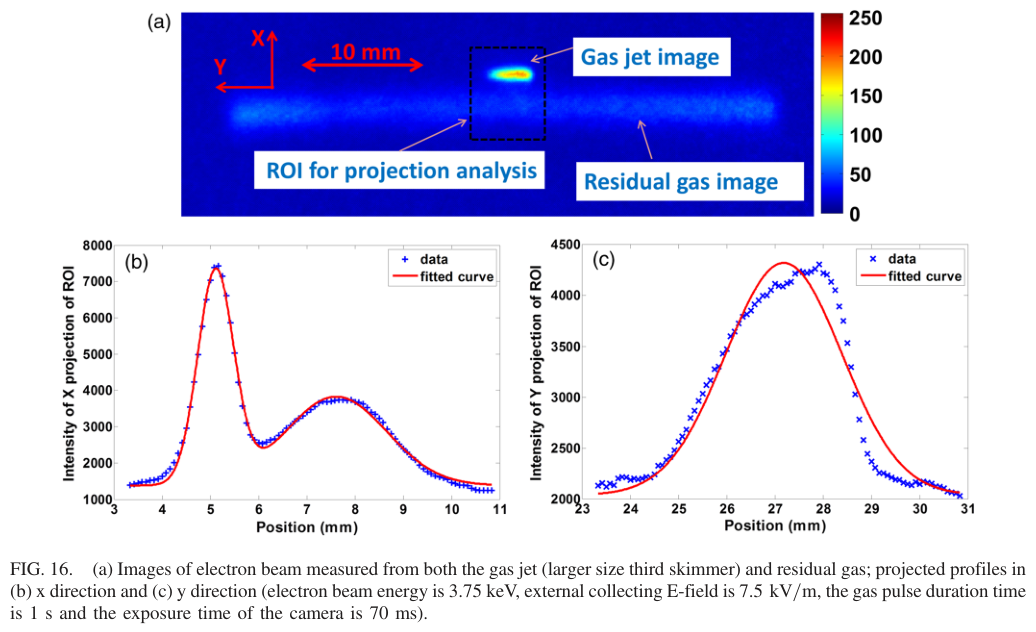 (a)
X
Y
10 mm
Gas jet image
ROI for projection analysis
Residual gas image
250
200
150
100
50
0
(b)
+ data
fitted curve
8000
7000
6000
5000
4000
3000
2000
1000
3 4 5 6 7 8 9 10 11
Intensity of X projection of ROI
Position (mm)
(c)
× data
fitted curve
4500
4000
3500
3000
2500
2000
23 24 25 26 27 28 29 30 31
Intensity of Y projection of ROI
Position (mm)
FIG. 16. (a) Images of electron beam measured from both the gas jet (larger size third skimmer) and residual gas; projected profiles in
(b) x direction and (c) y direction (electron beam energy is 3.75 keV, external collecting E-field is 7.5 kV/m, the gas pulse duration time
is 1 s and the exposure time of the camera is 70 ms).